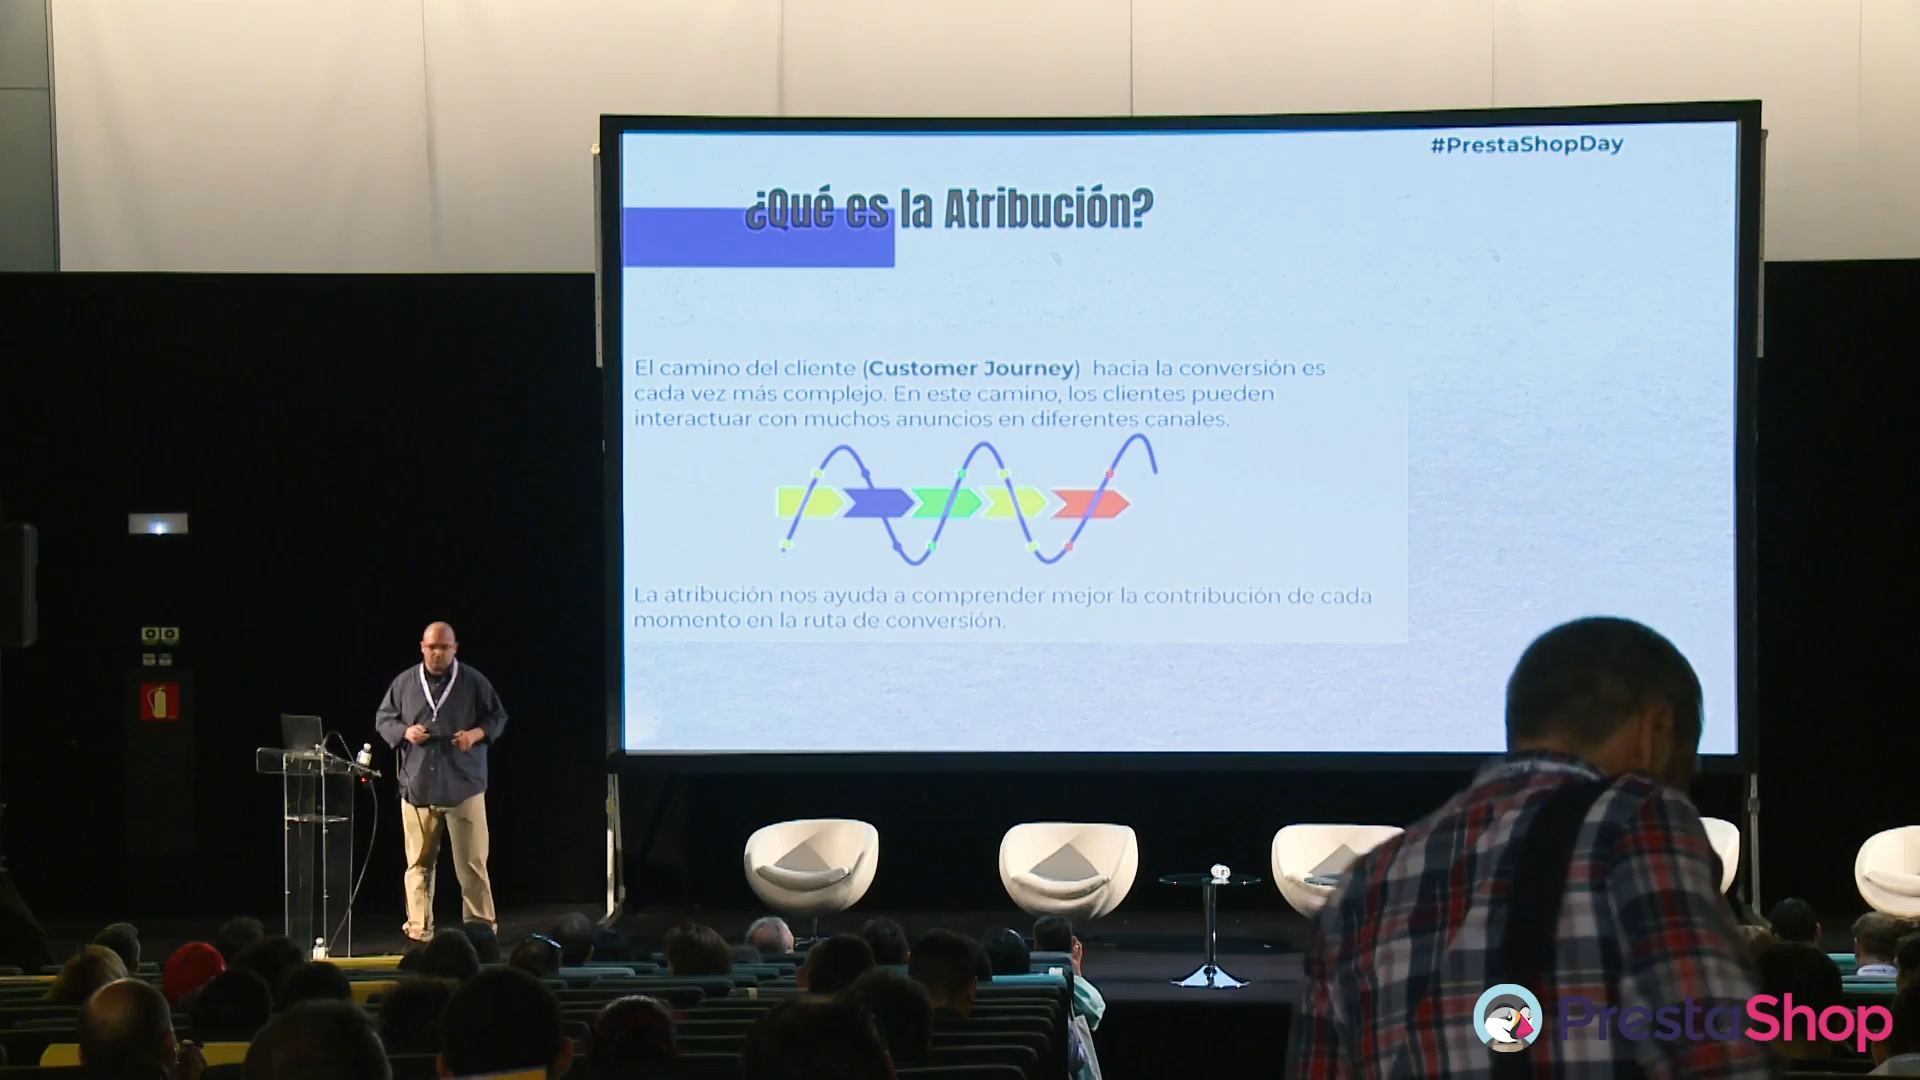 #PrestaShopDay
¿Qué es la Atribución?
El camino del cliente (Customer Journey) hacia la conversión es
cada vez más complejo. En este camino, los clientes pueden
interactuar con muchos anuncios en diferentes canales.
La atribución nos ayuda a comprender mejor la contribución de cada
momento en la ruta de conversión.
PrestaShop